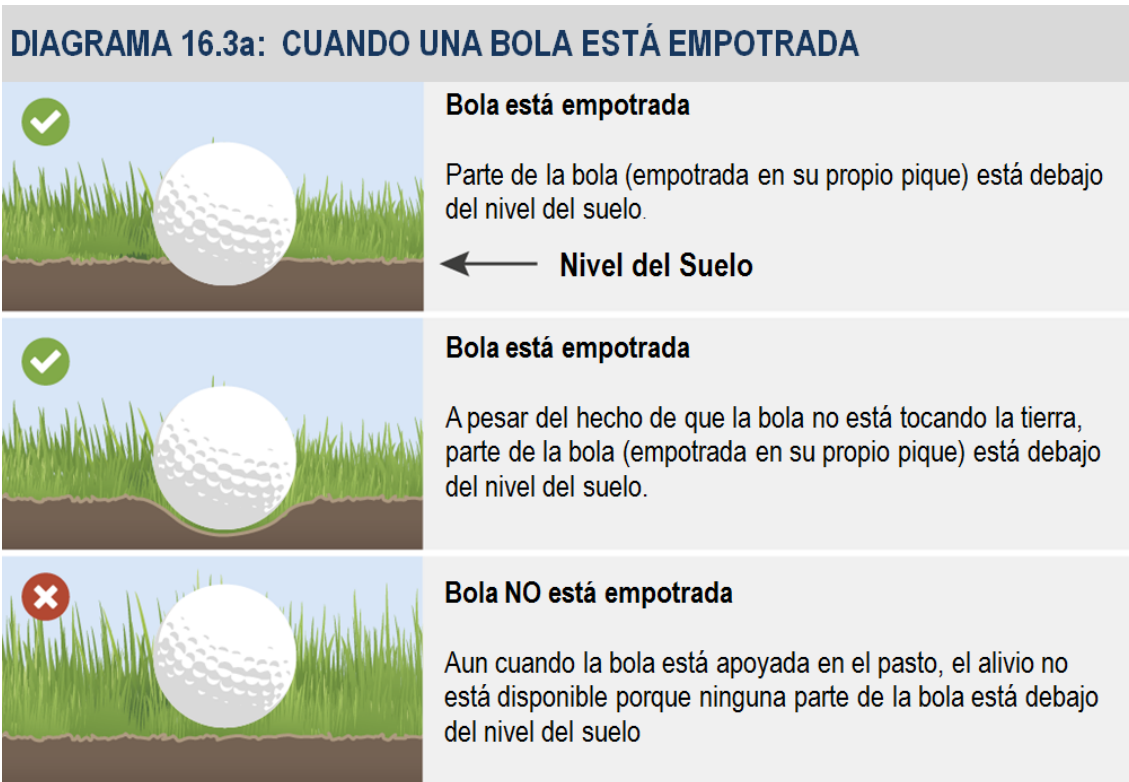 DIAGRAMA 16.3a: CUANDO UNA BOLA ESTÁ EMPOTRADA
Bola está empotrada
Parte de la bola (empotrada en su propio pique) está debajo
del nivel del suelo.
Nivel del Suelo
Bola está empotrada
A pesar del hecho de que la bola no está tocando la tierra,
parte de la bola (empotrada en su propio pique) está debajo
del nivel del suelo.
Bola NO está empotrada
Aun cuando la bola está apoyada en el pasto, el alivio no
está disponible porque ninguna parte de la bola está debajo
del nivel del suelo